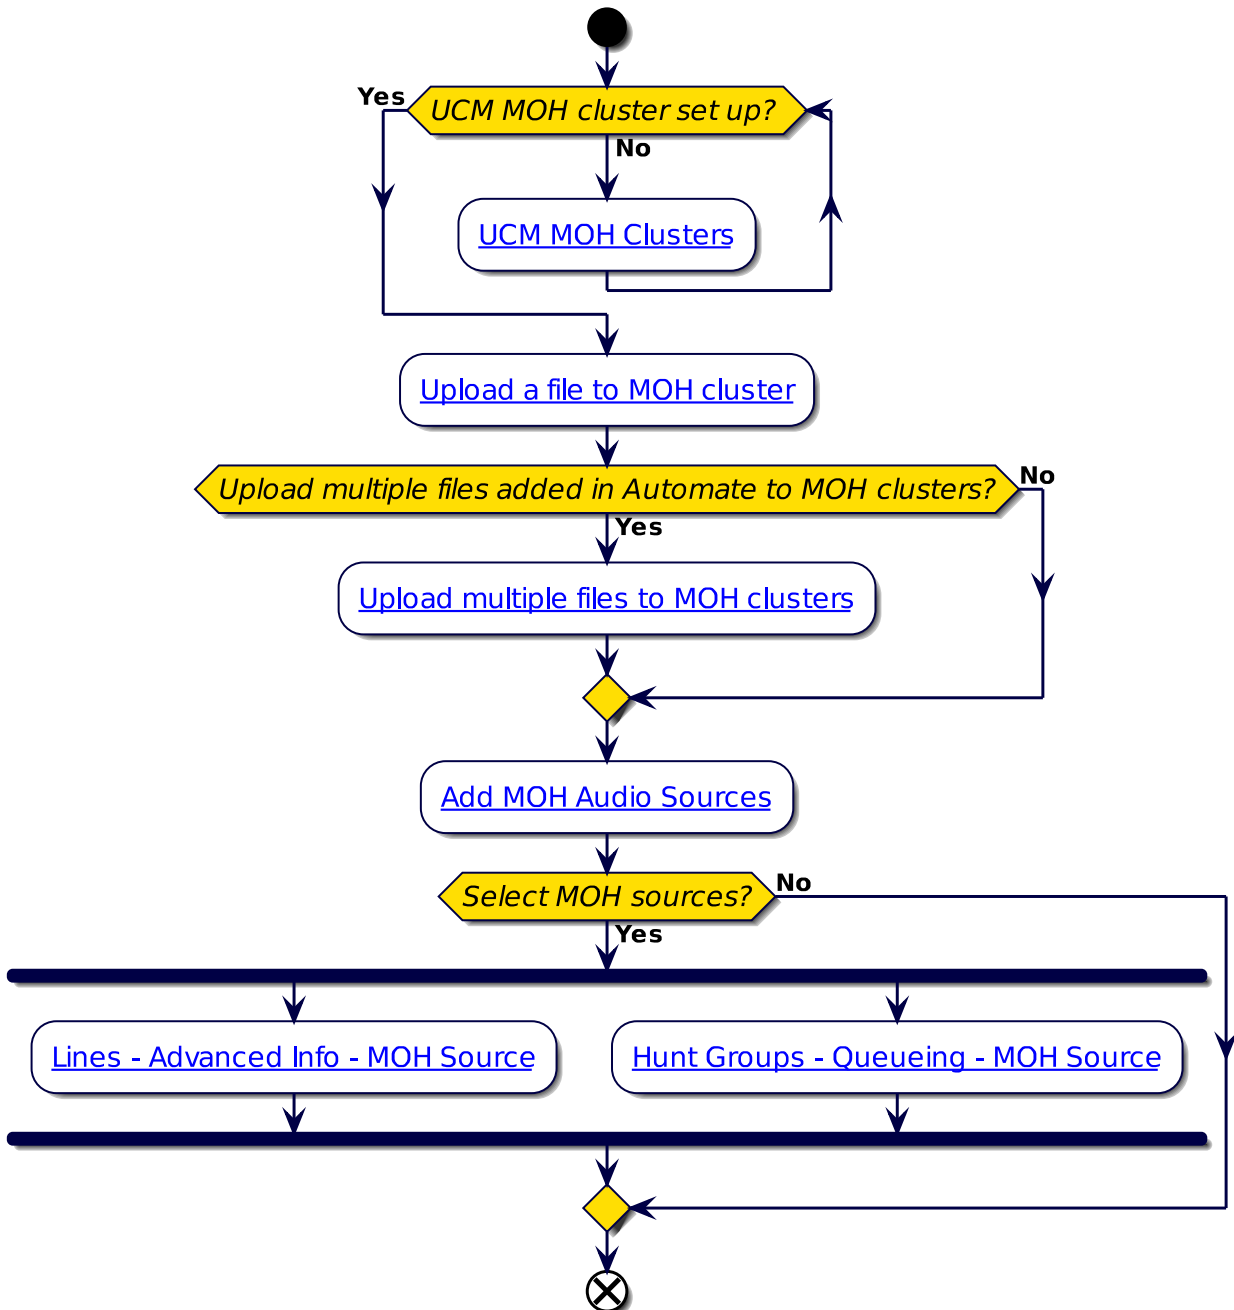 Yes
UCM MOH cluster set up?
No
UCM MOH Clusters
Upload a file to MOH cluster
Upload multiple files added in Automate to MOH clusters?
No
Yes
Upload multiple files to MOH clusters
Add MOH Audio Sources
Select MOH sources?
No
Yes
Lines - Advanced Info - MOH Source
Hunt Groups - Queueing - MOH Source